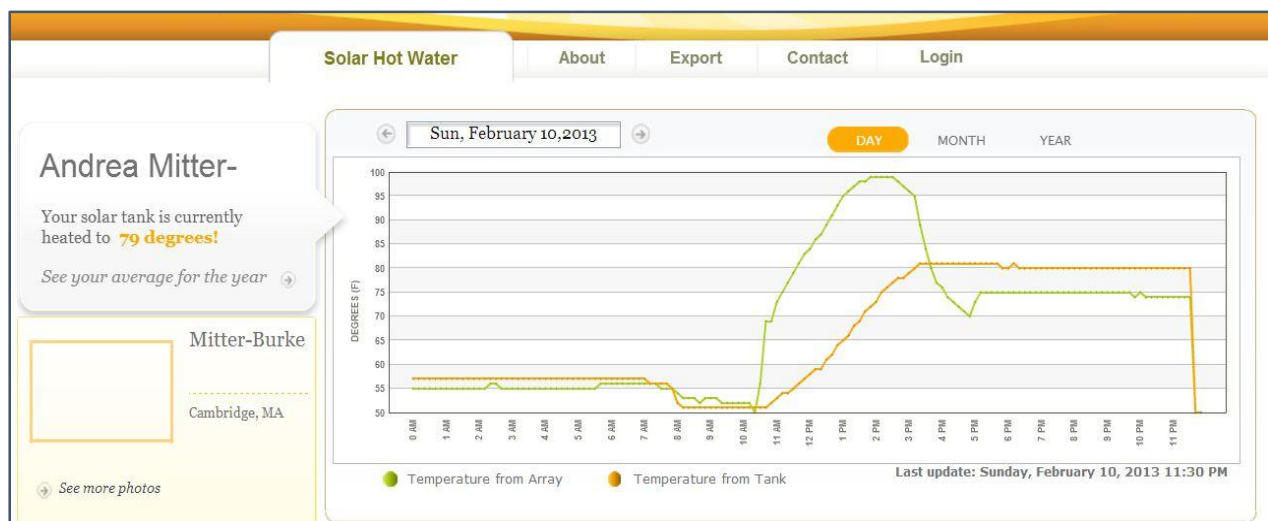 Solar Hot Water About Export Contact Login
Andrea Mitter-
Your solar tank is currently
heated to 79 degrees!
See your average for the year
Mitter-Burke
Cambridge, MA
See more photos
Sun, February 10,2013
DAY MONTH YEAR
100
95
90
85
80
75
70
65
60
55
50
DEGREES (F)
0 AM 1 AM 2 AM 3 AM 4 AM 5 AM 6 AM 7 AM 8 AM 9 AM 10 AM 11 AM 12 PM 1 PM 2 PM 3 PM 4 PM 5 PM 6 PM 7 PM 8 PM 9 PM 10 PM 11 PM
Temperature from Array Temperature from Tank
Last update: Sunday, February 10, 2013 11:30 PM